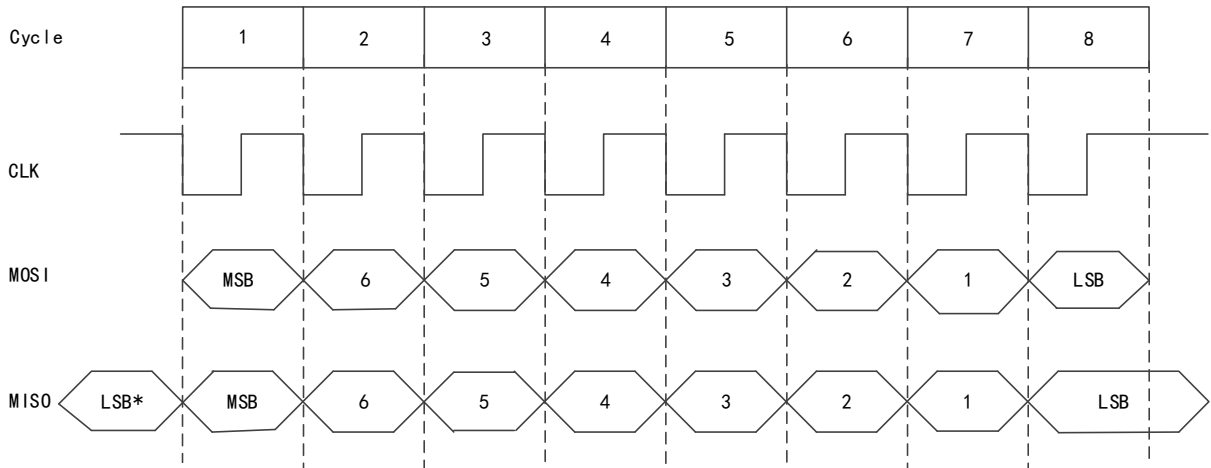 Cycle 1 2 3 4 5 6 7 8
CLK
MOSI MSB 6 5 4 3 2 1 LSB
MISO LSB* MSB 6 5 4 3 2 1 LSB